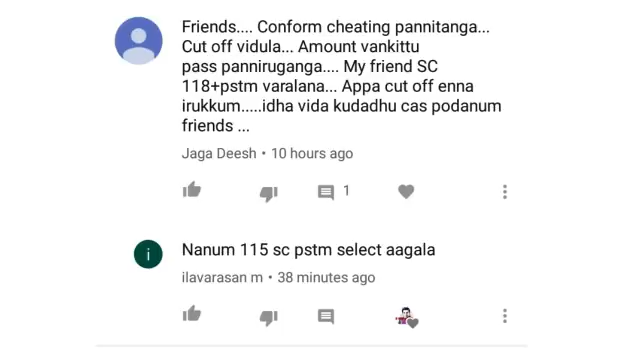 Friends.... Conform cheating pannitanga...
Cut off vidula... Amount vankittu
pass panniruganga.... My friend SC
118+pstm varalana... Appa cut off enna
irukkum.....idha vida kudadhu cas podanum
friends ...
Jaga Deesh • 10 hours ago
1
i
Nanum 115 sc pstm select aagala
ilavarasan m • 38 minutes ago